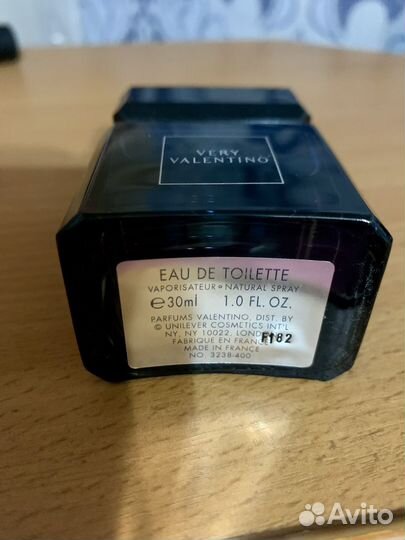 VERY
VALENTINO
EAU DE TOILETTE
VAPORISATEUR • NATURAL SPRAY
℮30ml 1.0 FL. OZ.
PARFUMS VALENTINO, DIST. BY
© UNILEVER COSMETICS INT'L
NY, NY 10022, LONDON
FABRIQUE EN FRANCE
F182
MADE IN FRANCE
NO. 3238-400
Avito